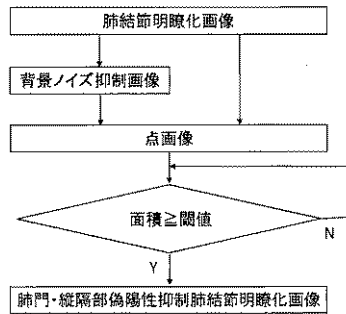 肺結節明瞭化画像
背景ノイズ抑制画像
点画像
面積≧閾値
N
Y
肺門・縦隔部偽陽性抑制肺結節明瞭化画像